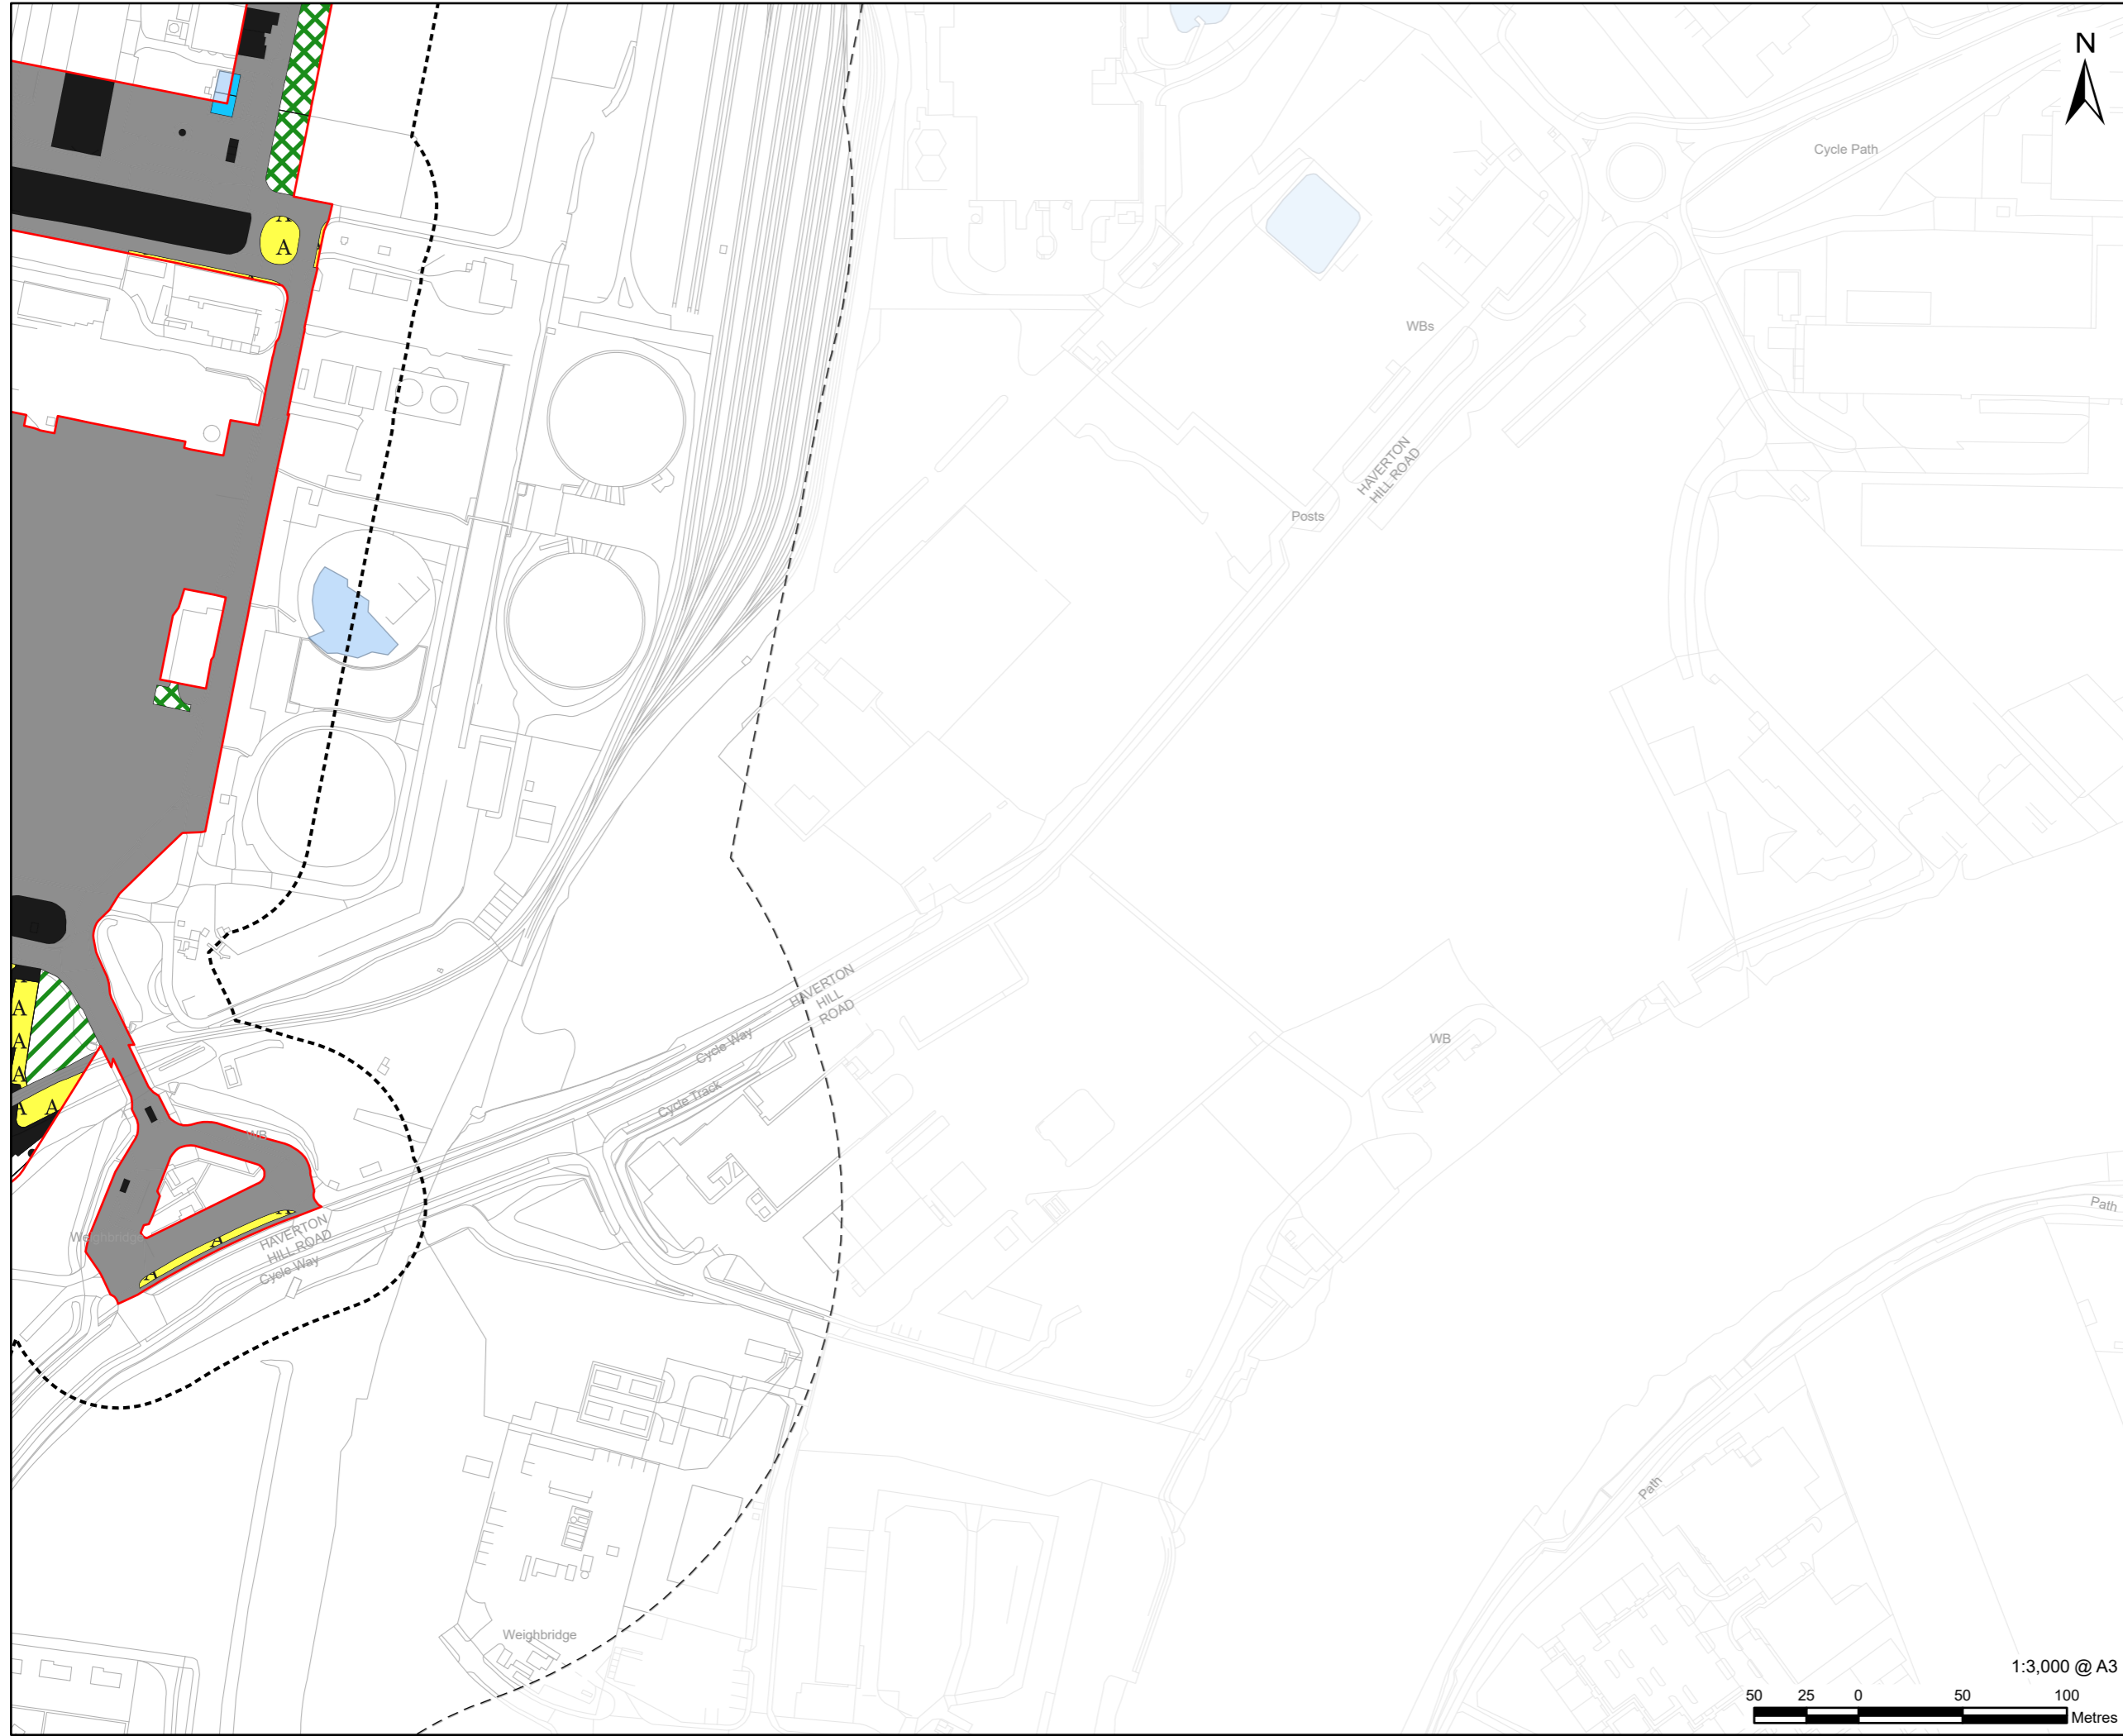 N
Cycle Path
A
A
A
A
A
WBs
HAVERTON
HILL ROAD
Posts
HAVERTON
HILL
ROAD
Cycle Way
WB
Cycle Track
A
A
A
A
A
A
WB
Path
A
Weighbridge
A
HAVERTON
HILL ROAD
Cycle Way
A
Path
Weighbridge
1:3,000 @ A3
50 25 0 50 100
Metres